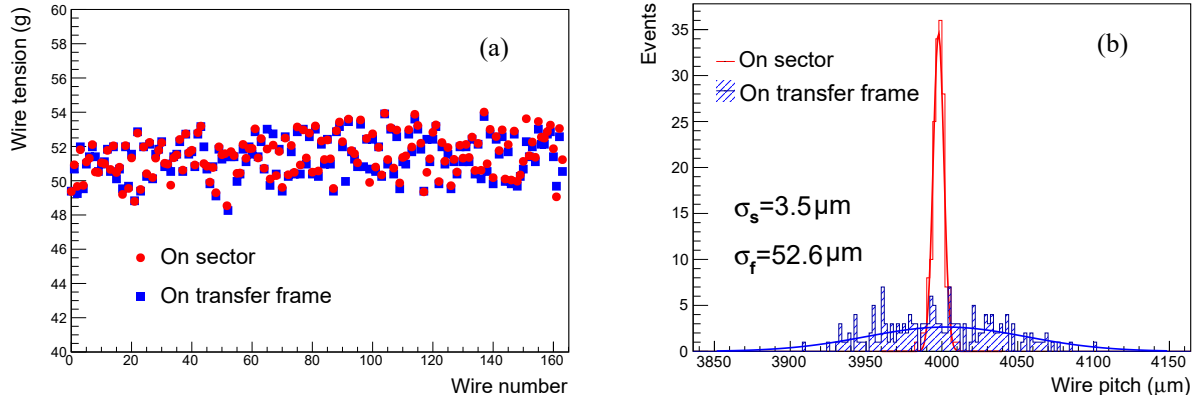 Wire tension (g)
60
58
56
54
52
50
48
46
44
42
40
(a)
On sector
On transfer frame
0 20 40 60 80 100 120 140 160
Wire number
Events
35
30
25
20
15
10
5
0
(b)
On sector
On transfer frame
σs=3.5μm
σf=52.6μm
3850 3900 3950 4000 4050 4100 4150
Wire pitch (μm)